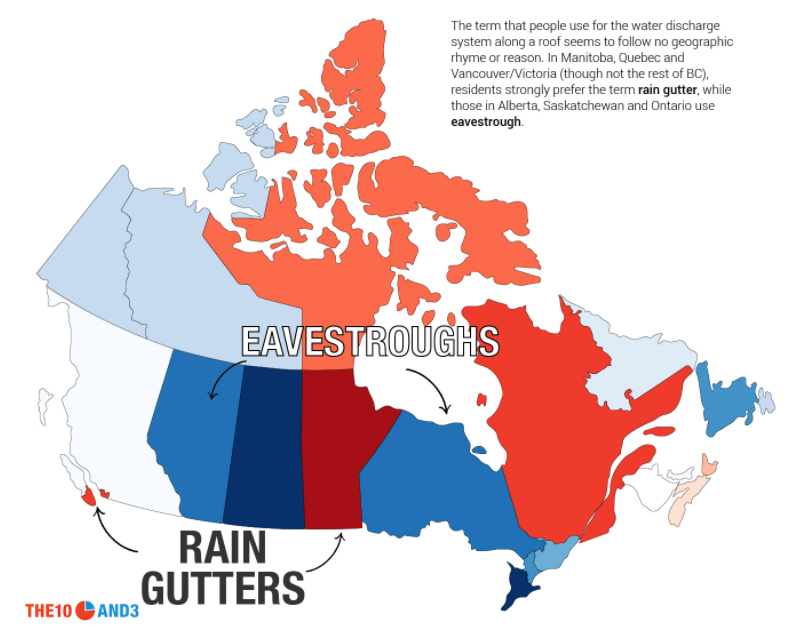 The term that people use for the water discharge
system along a roof seems to follow no geographic
rhyme or reason. In Manitoba, Quebec and
Vancouver/Victoria (though not the rest of BC),
residents strongly prefer the term rain gutter, while
those in Alberta, Saskatchewan and Ontario use
eavestrough.
EAVESTROUGHS
RAIN
GUTTERS
THE10 AND3